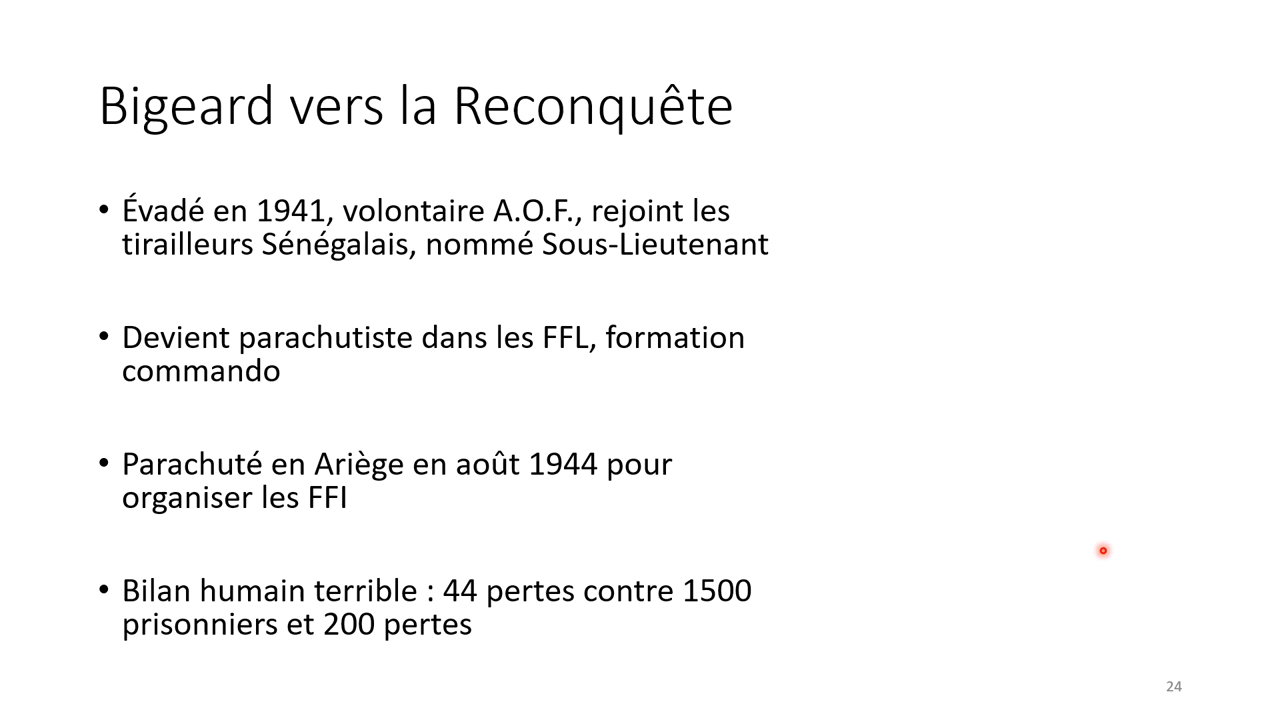 Bigeard vers la Reconquête
• Évadé en 1941, volontaire A.O.F., rejoint les
tirailleurs Sénégalais, nommé Sous-Lieutenant
• Devient parachutiste dans les FFL, formation
commando
• Parachuté en Ariège en août 1944 pour
organiser les FFI
• Bilan humain terrible : 44 pertes contre 1500
prisonniers et 200 pertes
24